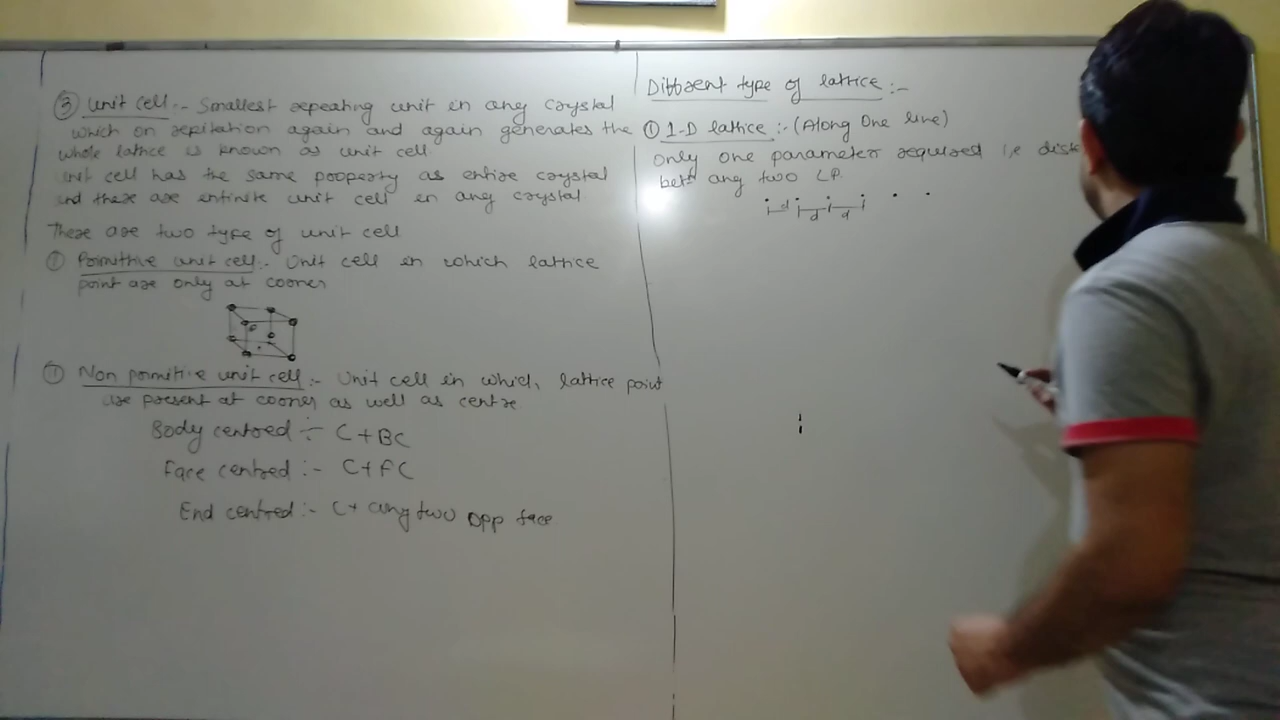 ③ Unit cell :- Smallest repeating unit in any crystal
which on repitation again and again generates the
whole lattice is known as unit cell.
unit cell has the same property as entire crystal
and there are enfinite unit cell in any crystal
There are two type of unit cell
① Primitive unit cell :- Unit cell in which lattice
point are only at cooner
② Non primitive unit cell :- Unit cell in which, lattice point
are present at cooner as well as centre
Body centred :- C + BC
Face centred :- C + FC
End centred :- C + any two opp face
Different type of lattice :-
① 1-D lattice :- (Along One line)
Only one parameter required i.e
betⁿ any two LP.
d d d